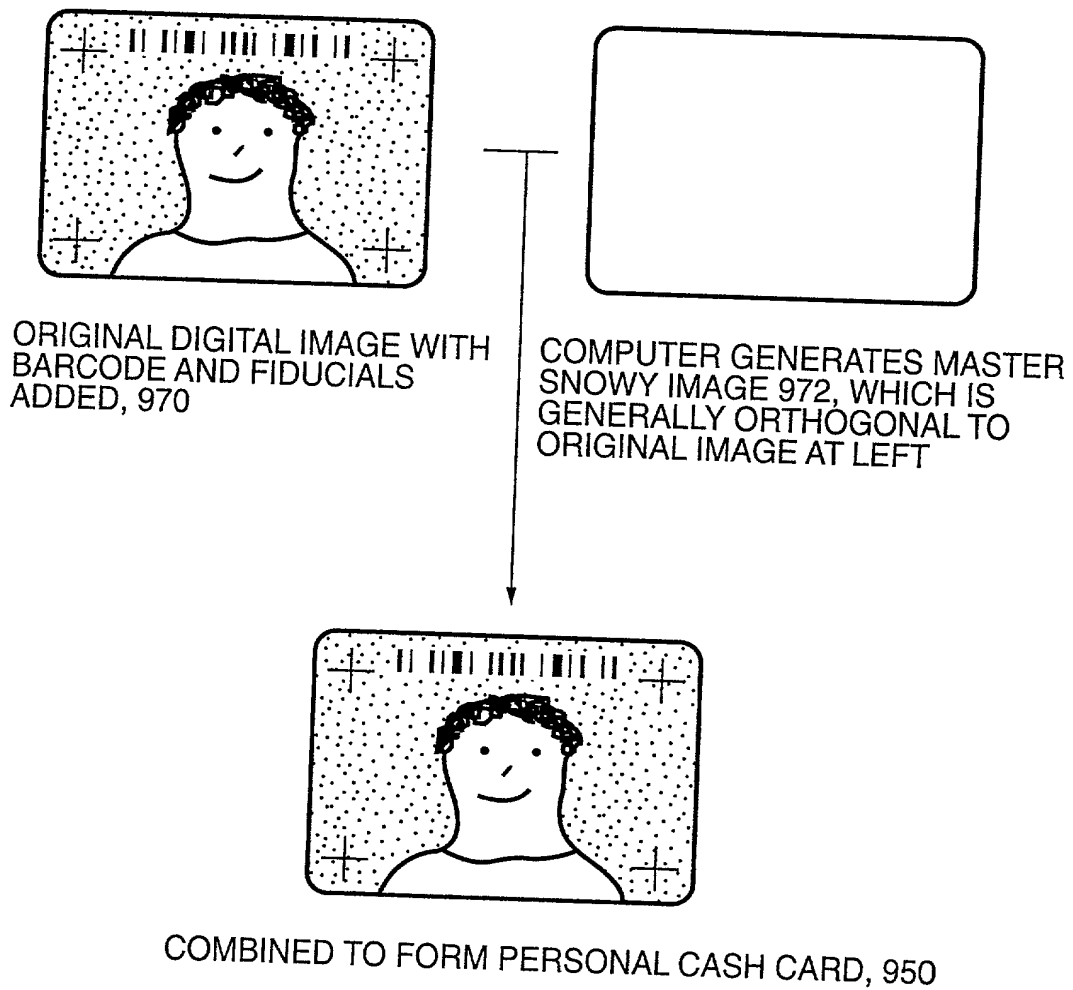 ORIGINAL DIGITAL IMAGE WITH
BARCODE AND FIDUCIALS
ADDED, 970
COMPUTER GENERATES MASTER
SNOWY IMAGE 972, WHICH IS
GENERALLY ORTHOGONAL TO
ORIGINAL IMAGE AT LEFT
COMBINED TO FORM PERSONAL CASH CARD, 950